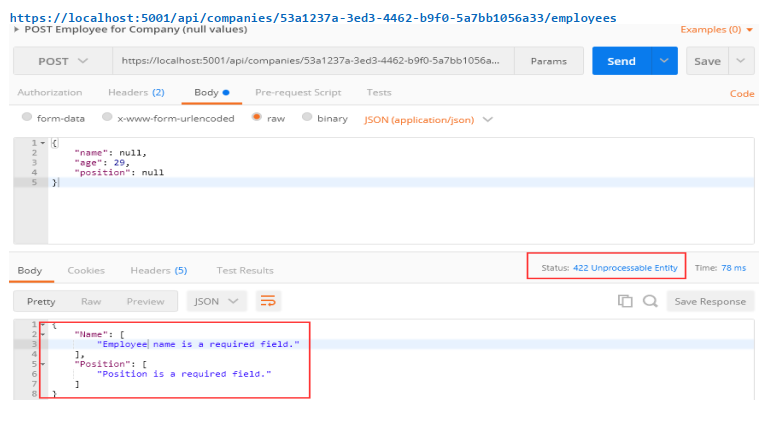 https://localhost:5001/api/companies/53a1237a-3ed3-4462-b9f0-5a7bb1056a33/employees
POST Employee for Company (null values) Examples (0)
POST https://localhost:5001/api/companies/53a1237a-3ed3-4462-b9f0-5a7bb1056a... Params Send Save
Authorization Headers (2) Body Pre-request Script Tests Code
form-data x-www-form-urlencoded raw binary JSON (application/json)
1 {
2 "name": null,
3 "age": 29,
4 "position": null
5 }
Body Cookies Headers (5) Test Results Status: 422 Unprocessable Entity Time: 78 ms
Pretty Raw Preview JSON Save Response
1 {
2 "Name": [
3 "Employee name is a required field."
4 ],
5 "Position": [
6 "Position is a required field."
7 ]
8 }